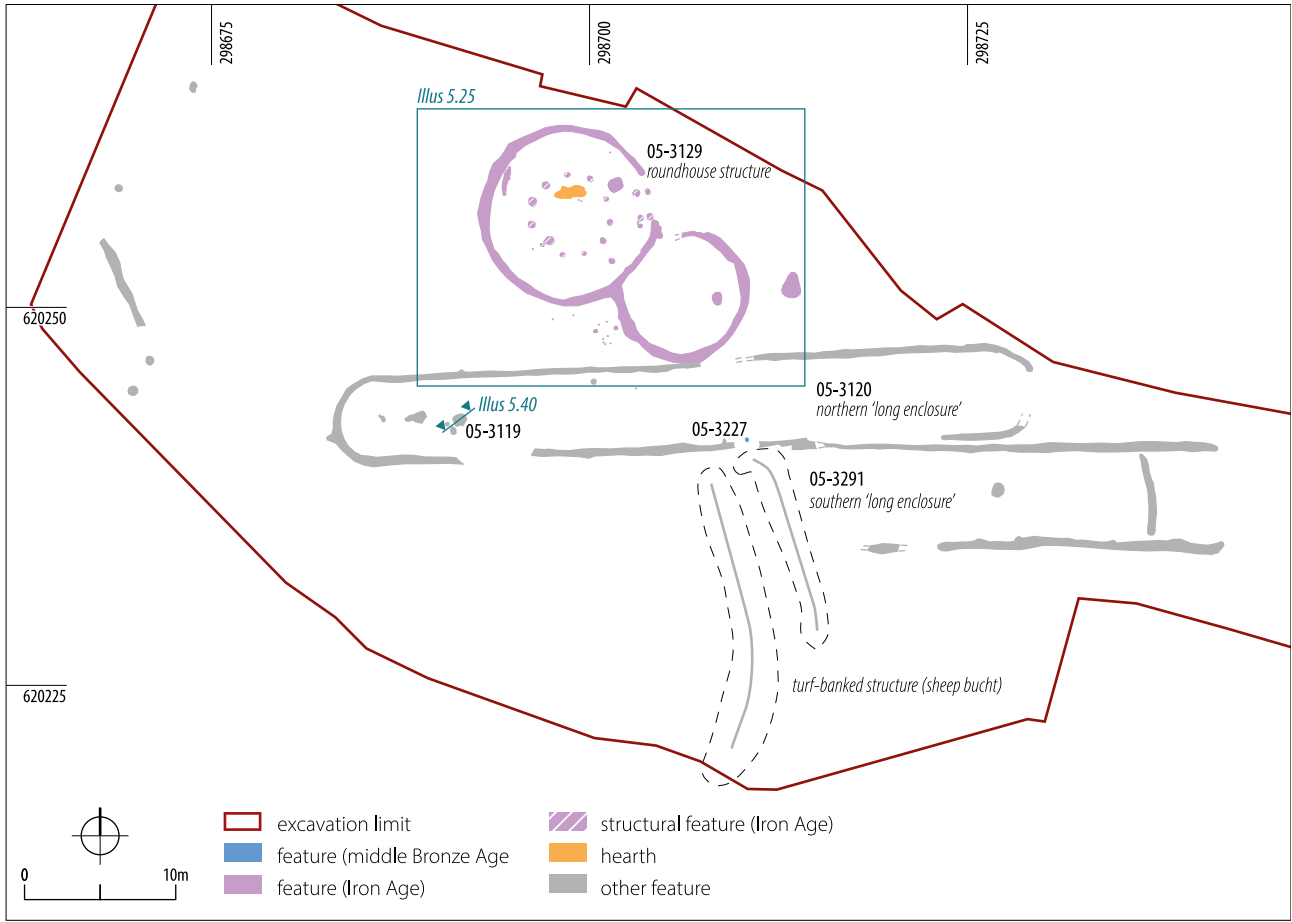 298675
298700
298725
Illus 5.25
05-3129
roundhouse structure
620250
05-3120
northern 'long enclosure'
Illus 5.40
05-3119
05-3227
05-3291
southern 'long enclosure'
620225
turf-banked structure (sheep bucht)
excavation limit
feature (middle Bronze Age
feature (Iron Age)
structural feature (Iron Age)
hearth
other feature
0
10m